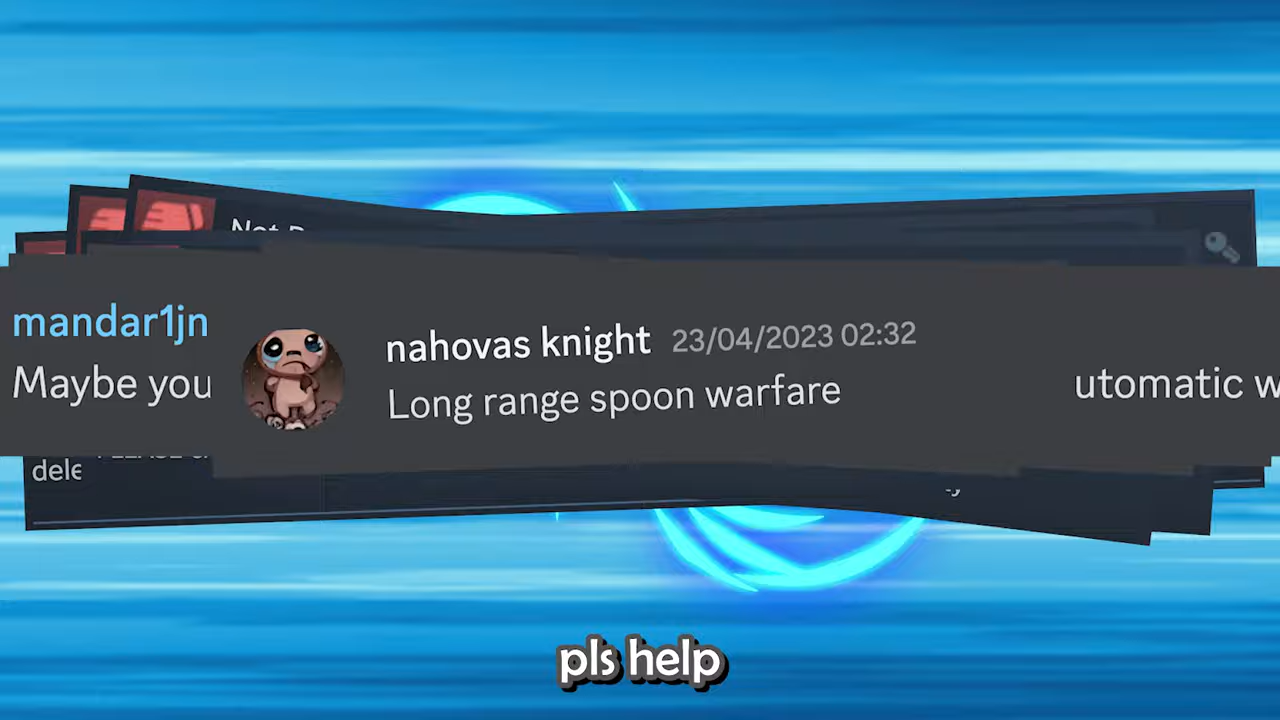 mandar1jn
Maybe you
nahovas knight 23/04/2023 02:32
Long range spoon warfare
utomatic w
dele
pls help